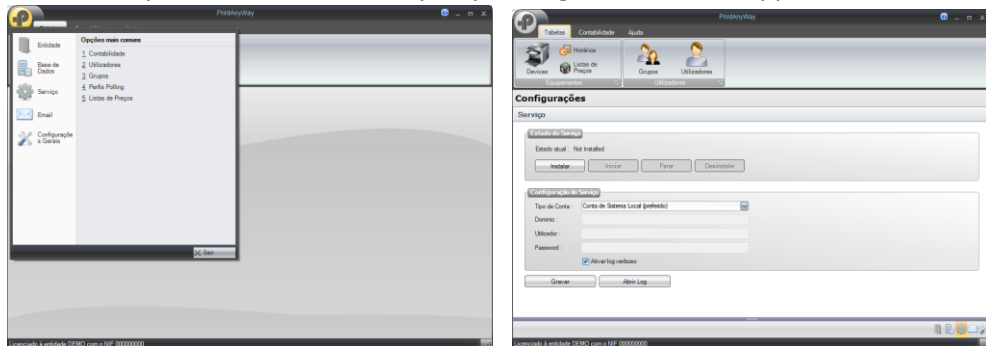 PrintAnyWay
Entidade
Base de
Dados
Serviço
Email
Configuraçõe
s Gerais
Opções mais comuns
1 Contabilidade
2 Utilizadores
3 Grupos
4 Perfis Polling
5 Listas de Preços
Sair
Licenciado à entidade DEMO com o NIF 000000000
PrintAnyWay
Tabelas Contabilidade Ajuda
Devices
Horários
Listas de
Preços
Grupos
Utilizadores
Equipamentos
Utilizadores
Configurações
Serviço
Estado do Serviço
Estado atual : Not Installed
Instalar Iniciar Parar Desinstalar
Configuração do Serviço
Tipo de Conta : Conta de Sistema Local (preferido)
Domínio :
Utilizador :
Password :
Ativar log verboso
Gravar Abrir Log
Licenciado à entidade DEMO com o NIF 000000000